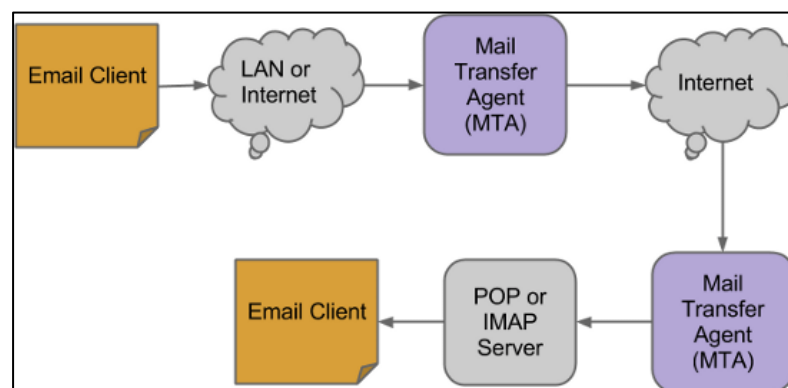 Email Client
LAN or
Internet
Mail
Transfer
Agent
(MTA)
Internet
Email Client
POP or
IMAP
Server
Mail
Transfer
Agent
(MTA)